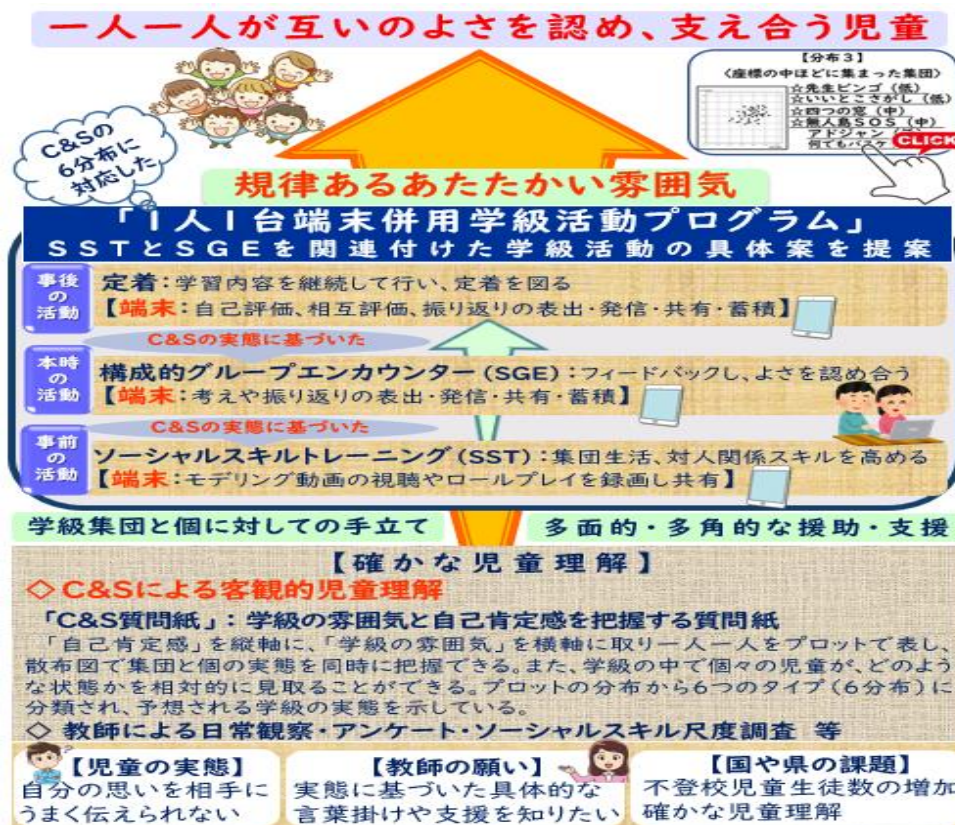 一人一人が互いのよさを認め、支え合う児童
【分布3】
〈座標の中ほどに集まった集団〉
☆先生ビンゴ(低)
☆いいとこさがし(低)
☆四つの窓(中)
☆無人島SOS(中)
アドジャン
何でもバスケ
CLICK
C&Sの
6分布に
対応した
規律あるあたたかい雰囲気
「1人1台端末併用学級活動プログラム」
SSTとSGEを関連付けた学級活動の具体案を提案
事後
の
活動
定着:学習内容を継続して行い、定着を図る
【端末:自己評価、相互評価、振り返りの表出・発信・共有・蓄積】
C&Sの実態に基づいた
本時
の
活動
構成的グループエンカウンター(SGE):フィードバックし、よさを認め合う
【端末:考えや振り返りの表出・発信・共有・蓄積】
C&Sの実態に基づいた
事前
の
活動
ソーシャルスキルトレーニング(SST):集団生活、対人関係スキルを高める
【端末:モデリング動画の視聴やロールプレイを録画し共有】
学級集団と個に対しての手立て
多面的・多角的な援助・支援
【確かな児童理解】
◇C&Sによる客観的児童理解
「C&S質問紙」:学級の雰囲気と自己肯定感を把握する質問紙
「自己肯定感」を縦軸に、「学級の雰囲気」を横軸に取り一人一人をプロットで表し、
散布図で集団と個の実態を同時に把握できる。また、学級の中で個々の児童が、どのよう
な状態かを相対的に見取ることができる。プロットの分布から6つのタイプ(6分布)に
分類され、予想される学級の実態を示している。
◇教師による日常観察・アンケート・ソーシャルスキル尺度調査 等
【児童の実態】
自分の思いを相手に
うまく伝えられない
【教師の願い】
実態に基づいた具体的な
言葉掛けや支援を知りたい
【国や県の課題】
不登校児童生徒数の増加
確かな児童理解